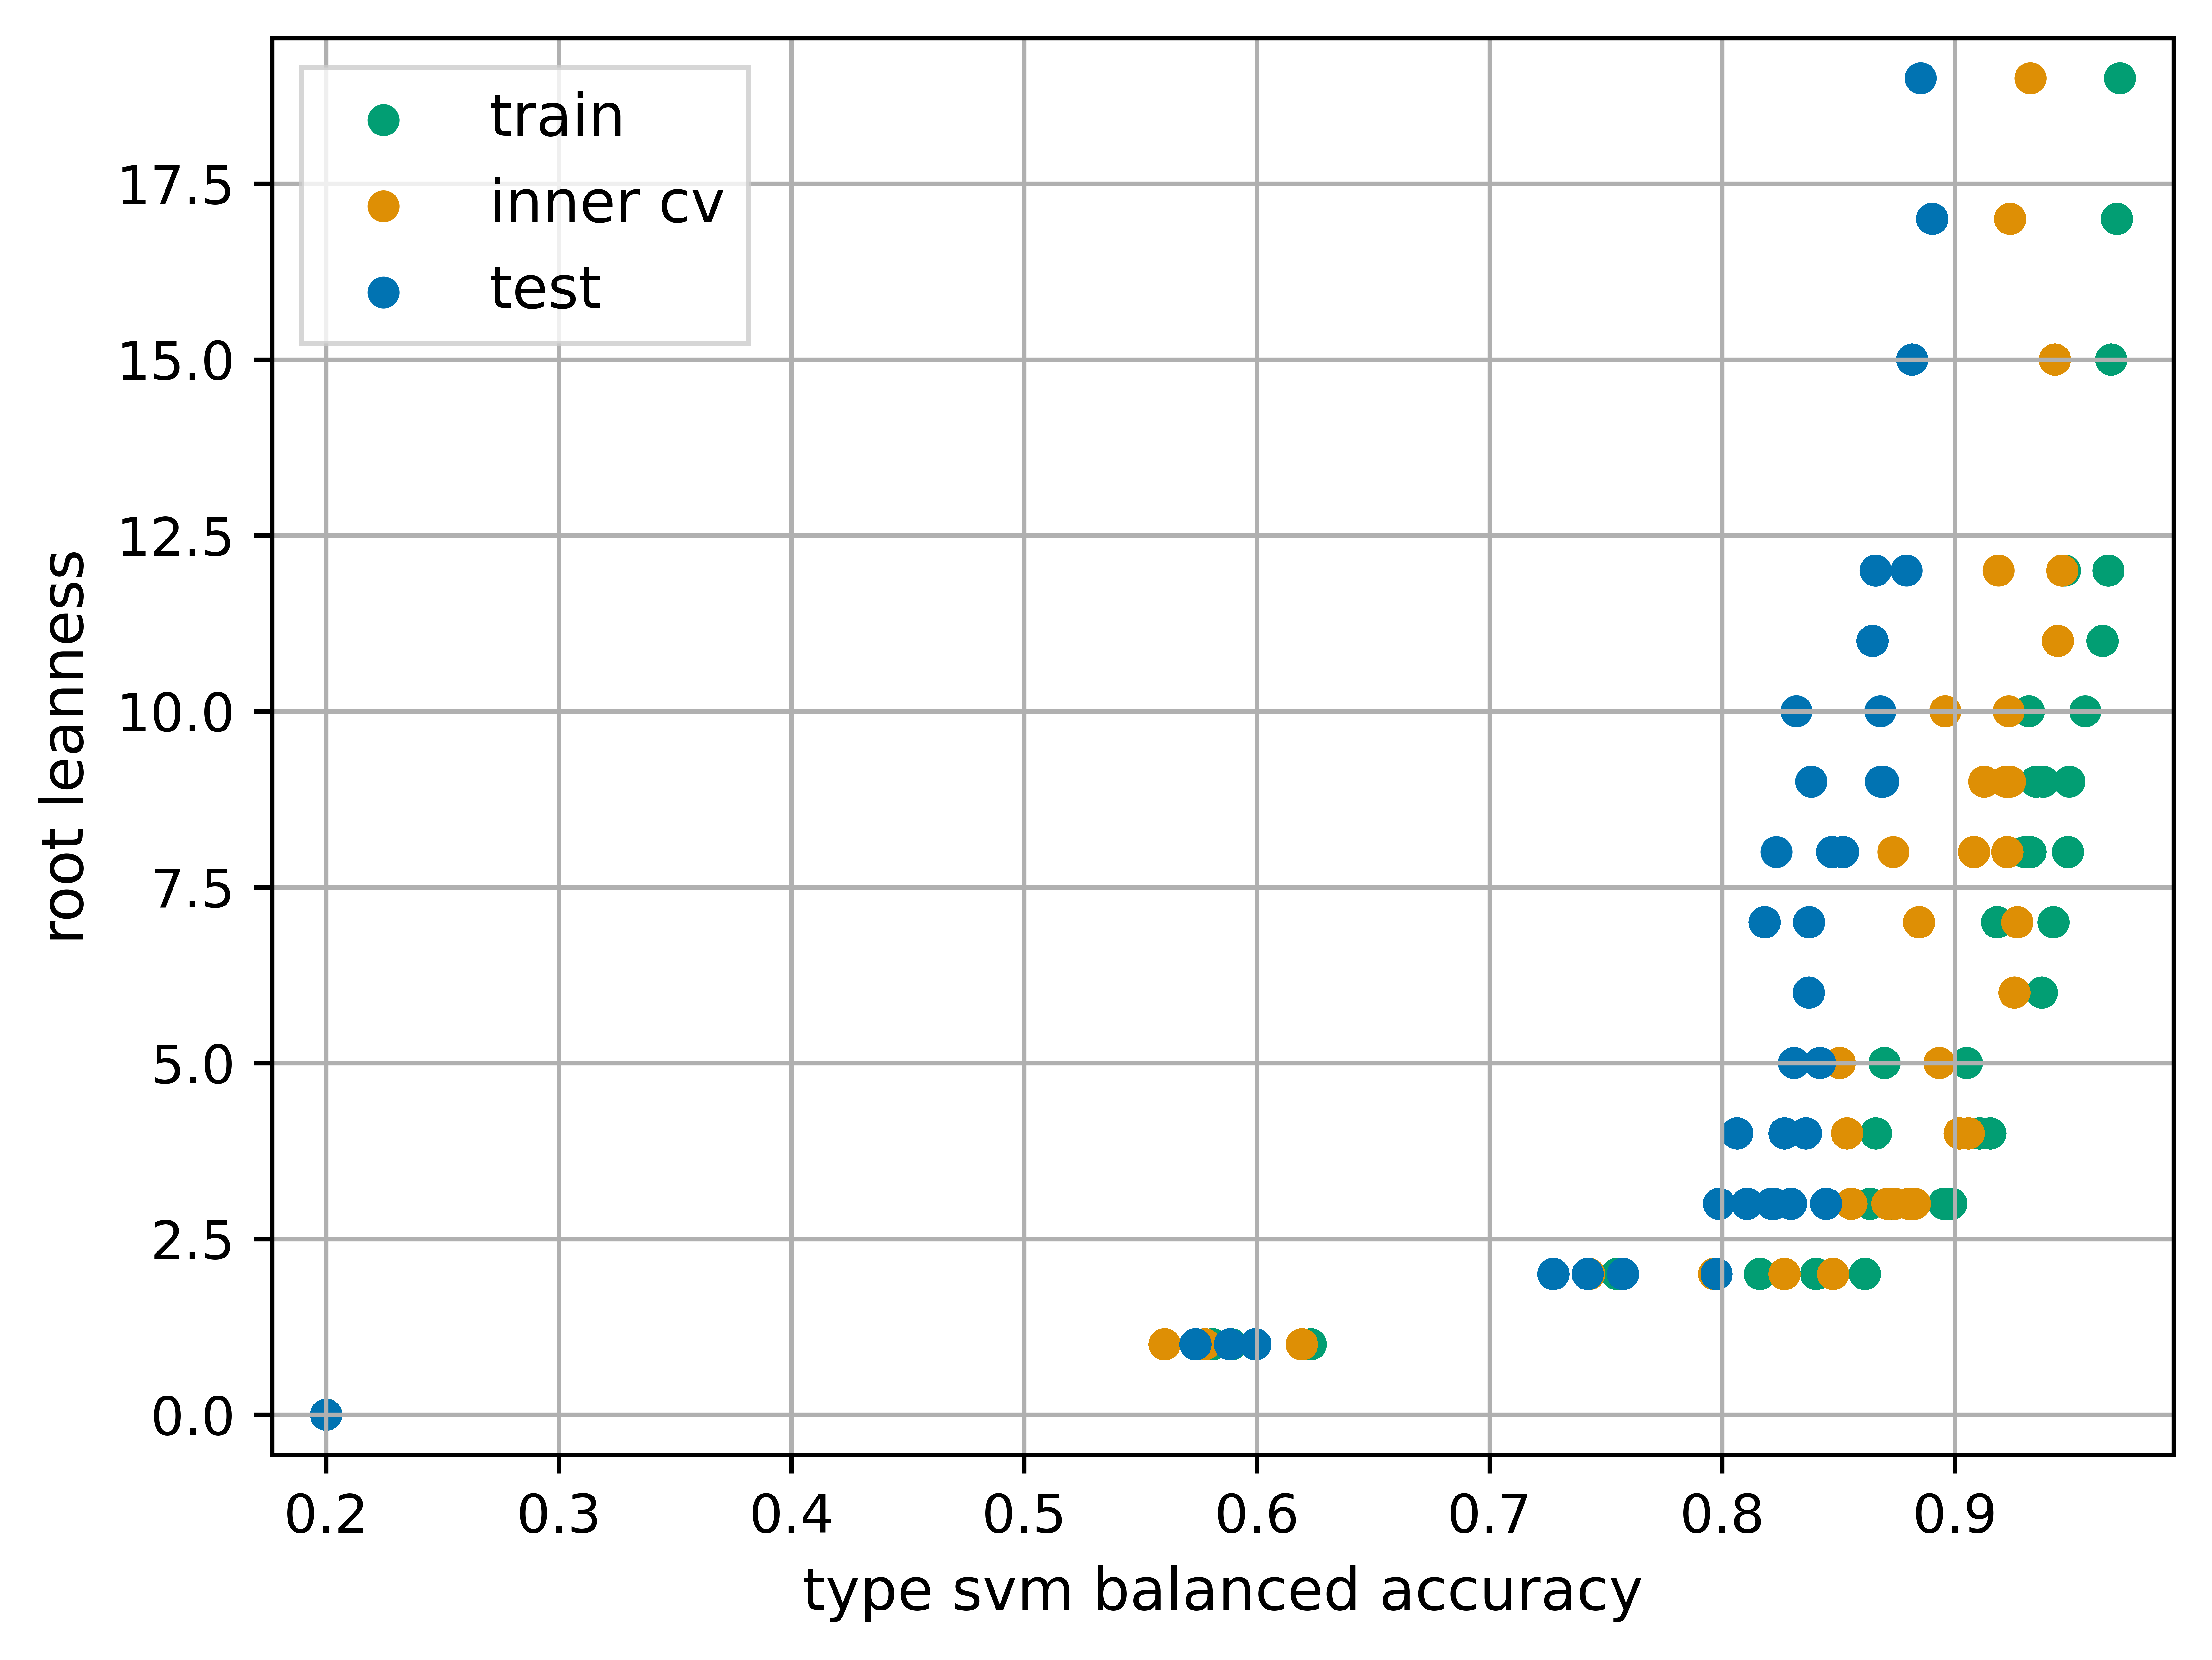 train
inner cv
test
17.5
15.0
12.5
10.0
7.5
5.0
2.5
0.0
root leanness
0.2 0.3 0.4 0.5 0.6 0.7 0.8 0.9
type svm balanced accuracy